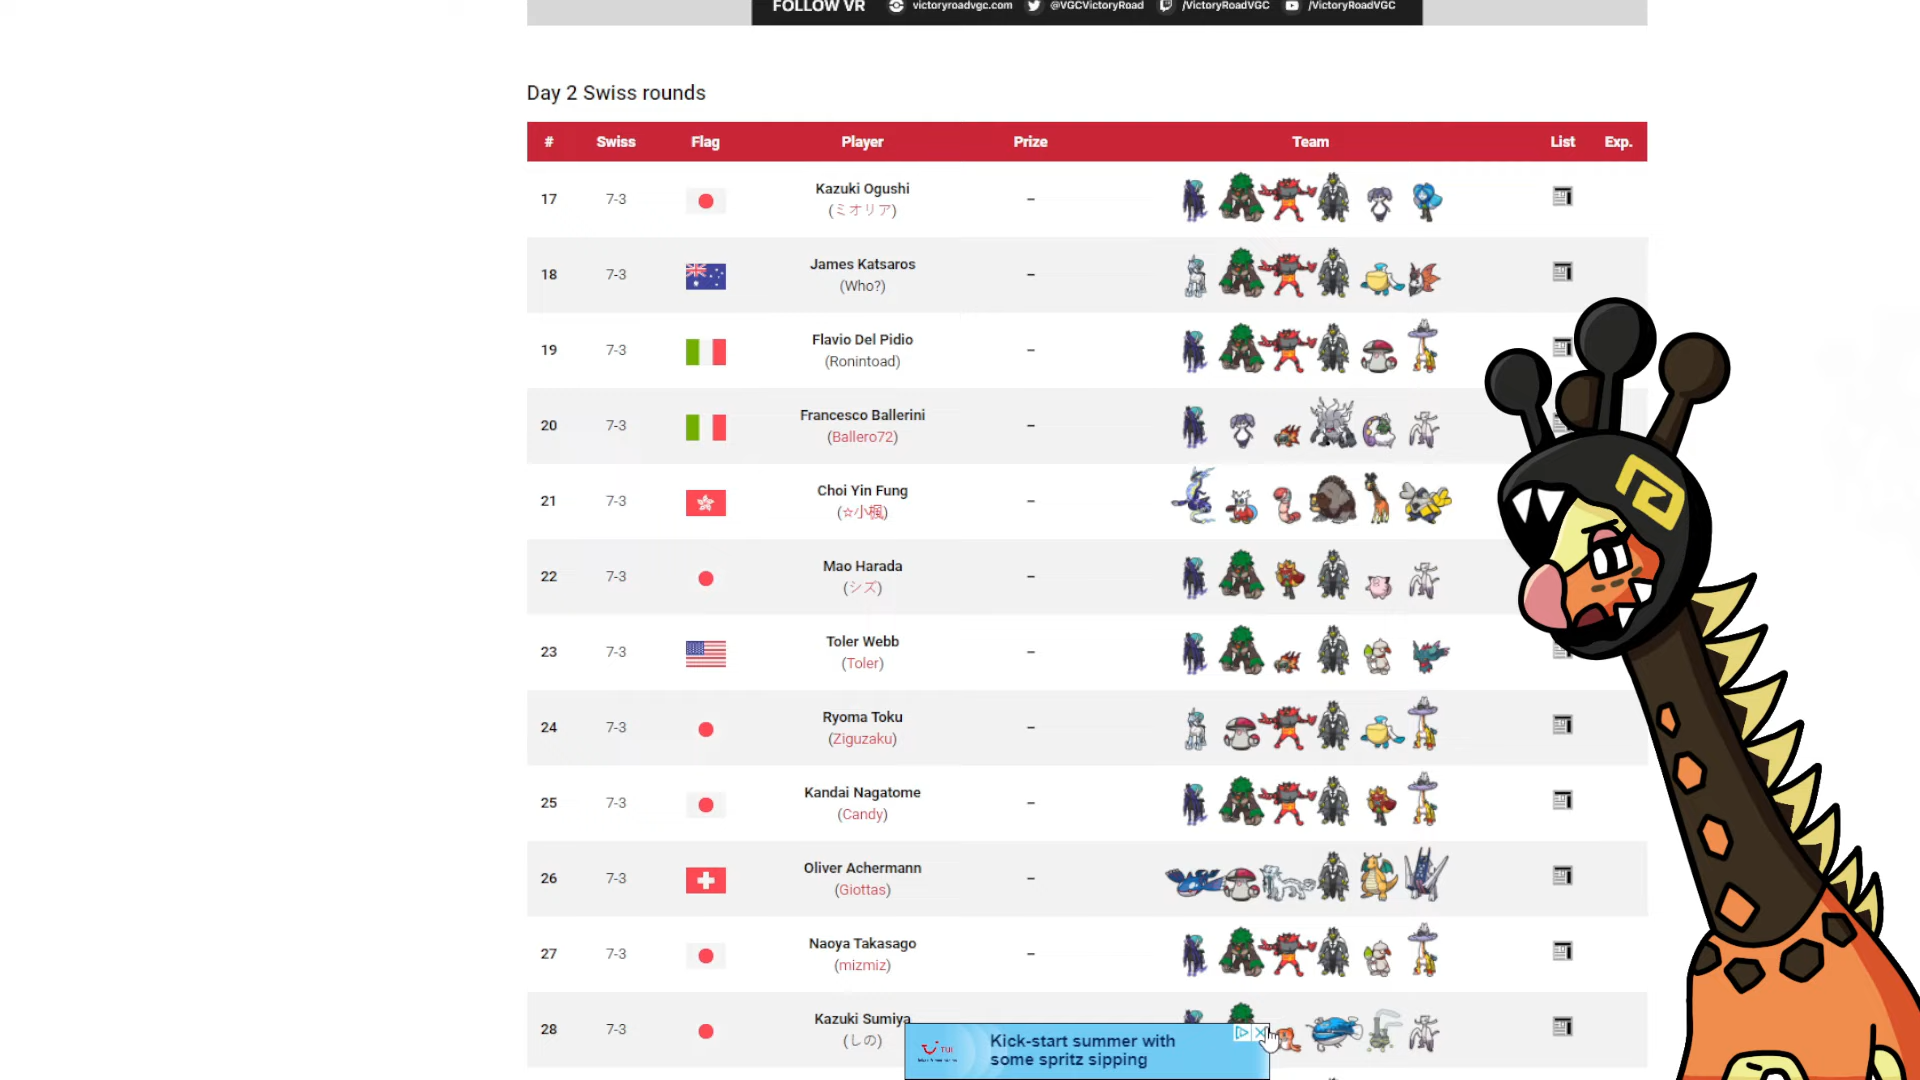 FOLLOW VR victoryroadvgc.com @VGCVictoryRoad /VictoryRoadVGC /VictoryRoadVGC
Day 2 Swiss rounds
# Swiss Flag Player Prize Team List Exp.
17 7-3 Kazuki Ogushi –
(ミオリア)
18 7-3 James Katsaros –
(Who?)
19 7-3 Flavio Del Pidio –
(Ronintoad)
20 7-3 Francesco Ballerini –
(Ballero72)
21 7-3 Choi Yin Fung –
(☆小楓)
22 7-3 Mao Harada –
(シズ)
23 7-3 Toler Webb –
(Toler)
24 7-3 Ryoma Toku –
(Ziguzaku)
25 7-3 Kandai Nagatome –
(Candy)
26 7-3 Oliver Achermann –
(Giottas)
27 7-3 Naoya Takasago –
(mizmiz)
28 7-3 Kazuki Sumiya
(しの)
TUI
Kick-start summer with
some spritz sipping